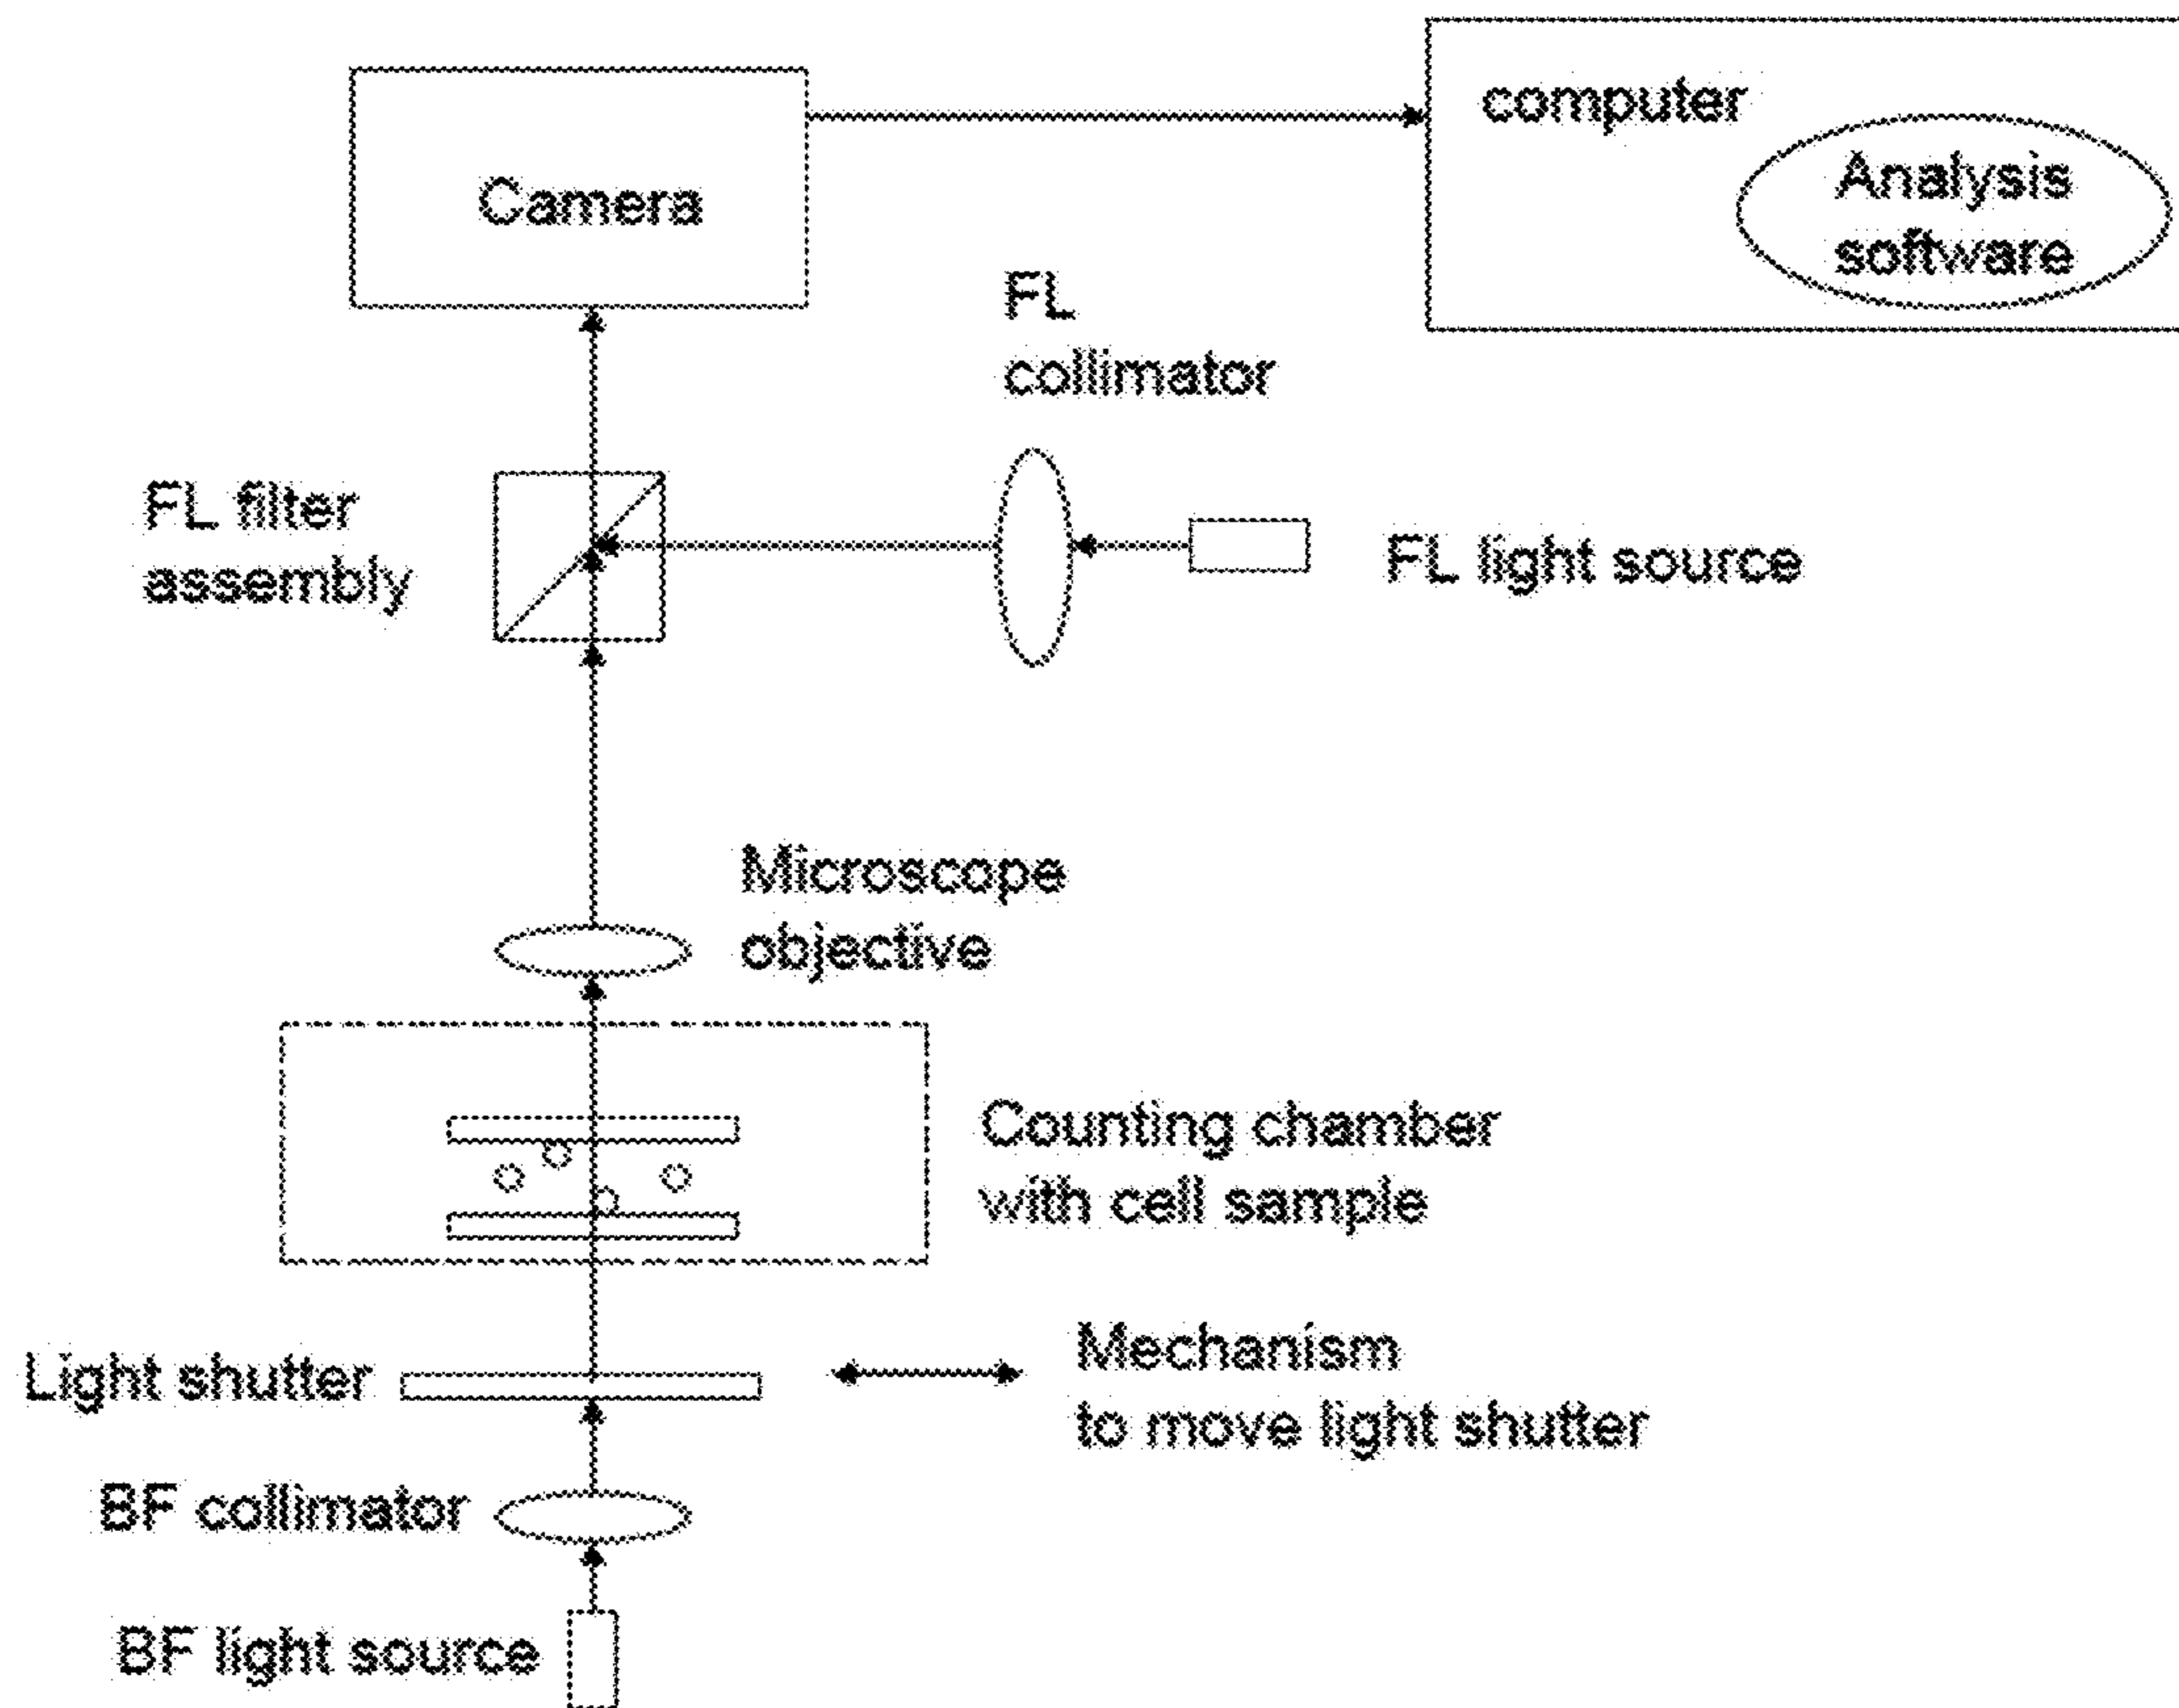 computer
Analysis
software
Camera
FL
collimator
FL filter
assembly
FL light source
Microscope
objective
Counting chamber
with cell sample
Light shutter
Mechanism
to move light shutter
BF collimator
BF light source